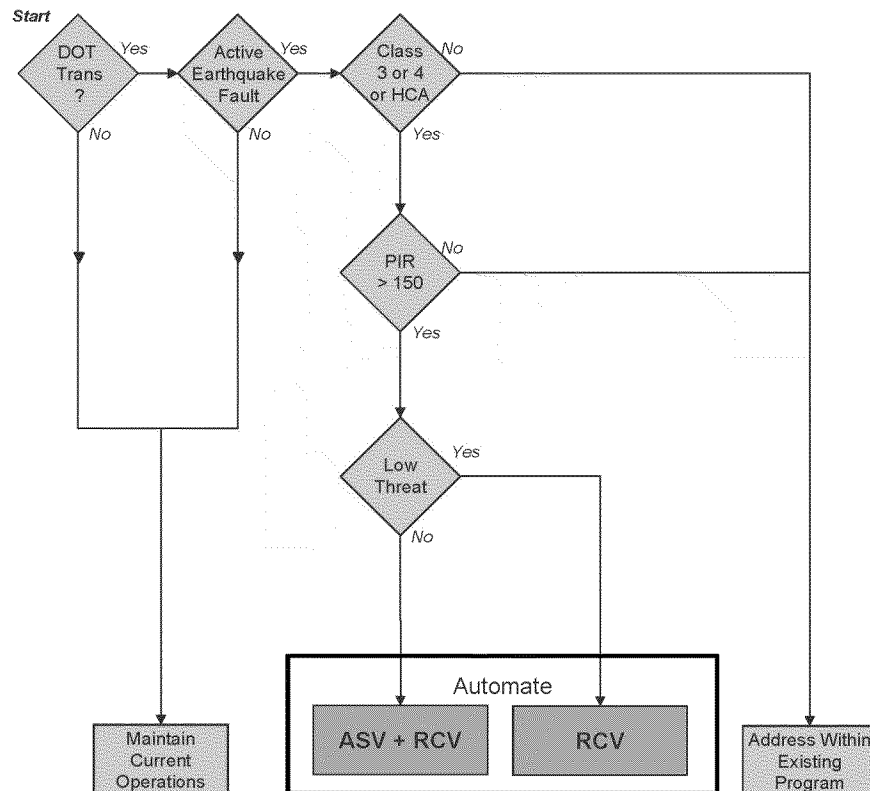 Start
DOT
Trans
?
Yes
No
Active
Earthquake
Fault
Yes
No
Class
3 or 4
or HCA
No
Yes
PIR
> 150
No
Yes
Low
Threat
Yes
No
Automate
ASV + RCV
RCV
Maintain
Current
Operations
Address Within
Existing
Program